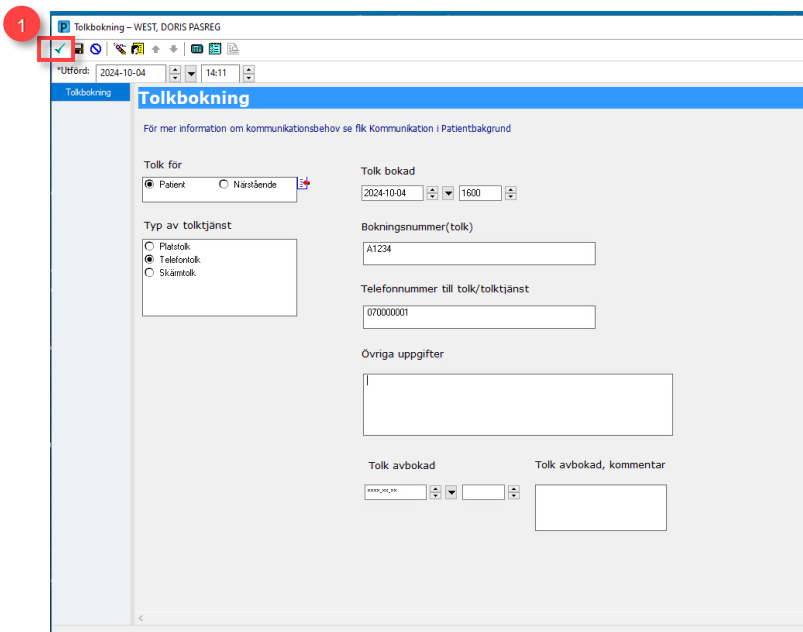 1
P Tolkbokning – WEST, DORIS PASREG
*Utförd: 2024-10-04 14:11
Tolkbokning
Tolkbokning
För mer information om kommunikationsbehov se flik Kommunikation i Patientbakgrund
Tolk för
Patient Närstående
Typ av tolktjänst
Platstolk
Telefontolk
Skärmtolk
Tolk bokad
2024-10-04 1600
Bokningsnummer(tolk)
A1234
Telefonnummer till tolk/tolktjänst
070000001
Övriga uppgifter
Tolk avbokad
****.**.**
Tolk avbokad, kommentar